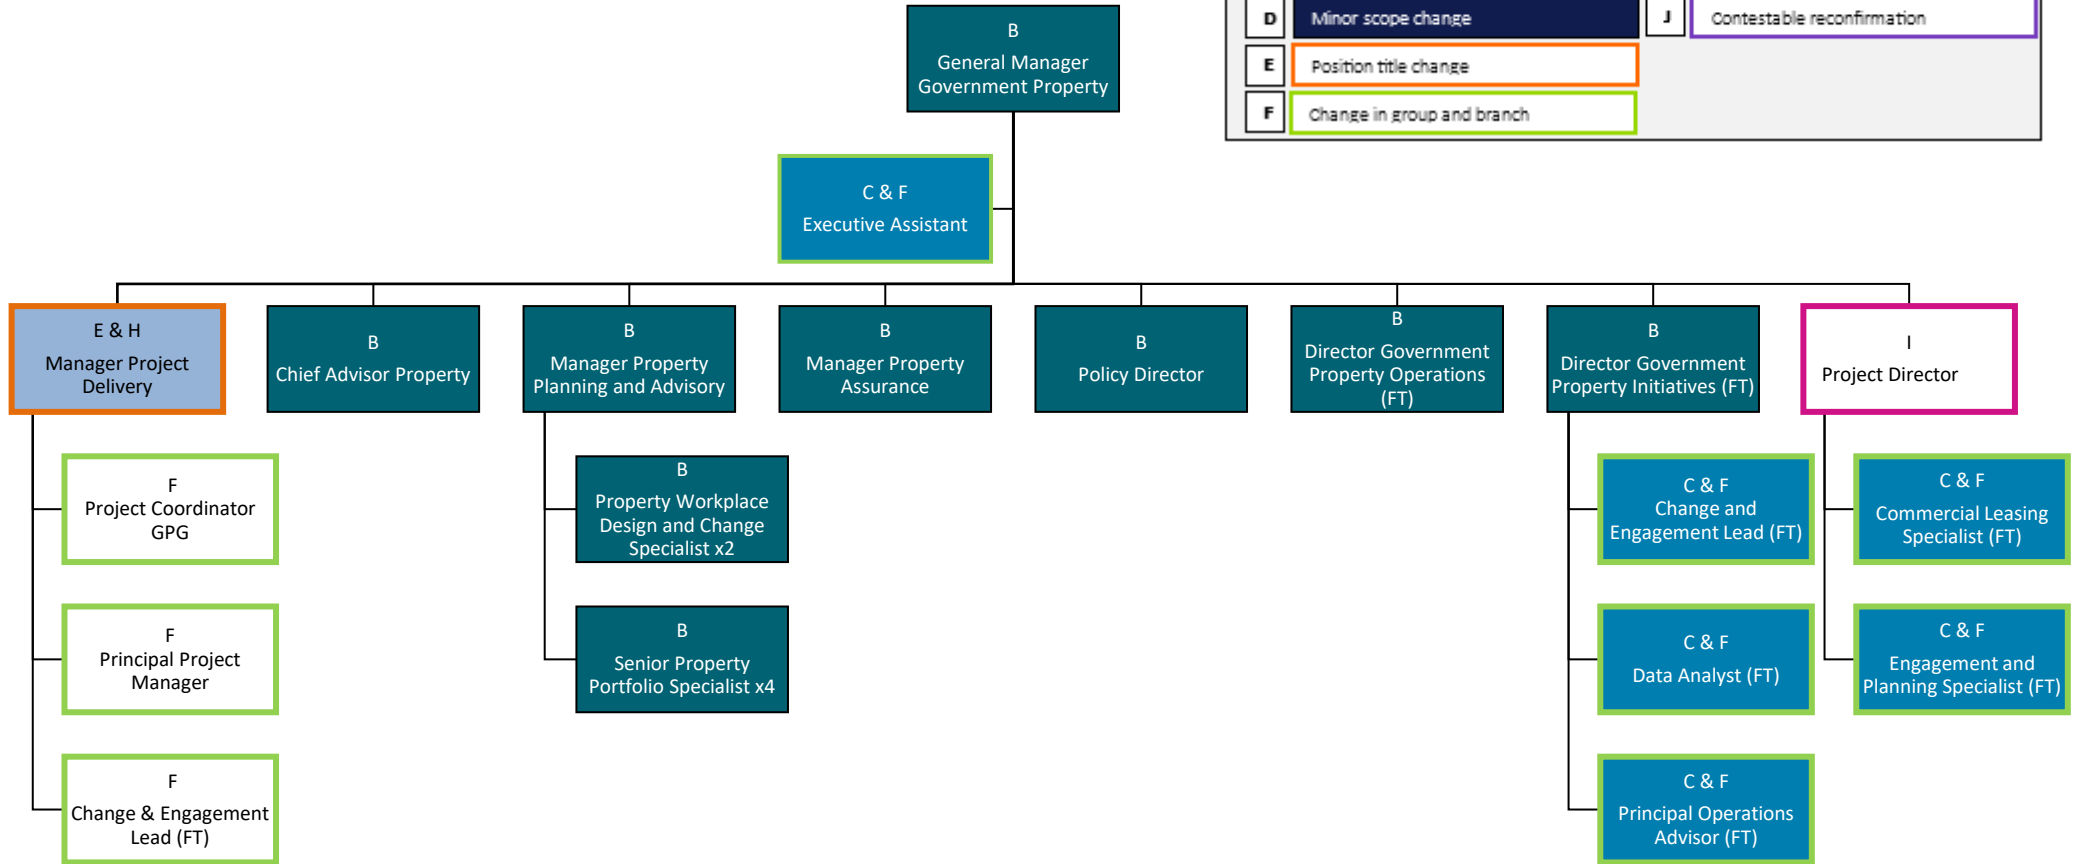 D
Minor scope change
J
Contestable reconfirmation
E
Position title change
F
Change in group and branch
B
General Manager
Government Property
C & F
Executive Assistant
E & H
Manager Project
Delivery
B
Chief Advisor Property
B
Manager Property
Planning and Advisory
B
Manager Property
Assurance
B
Policy Director
B
Director Government
Property Operations
(FT)
B
Director Government
Property Initiatives (FT)
I
Project Director
F
Project Coordinator
GPG
F
Principal Project
Manager
F
Change & Engagement
Lead (FT)
B
Property Workplace
Design and Change
Specialist x2
B
Senior Property
Portfolio Specialist x4
C & F
Change and
Engagement Lead (FT)
C & F
Data Analyst (FT)
C & F
Principal Operations
Advisor (FT)
C & F
Commercial Leasing
Specialist (FT)
C & F
Engagement and
Planning Specialist (FT)